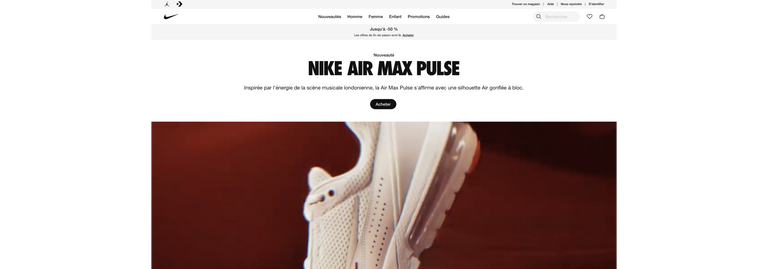 Trouver un magasin | Aide | Nous rejoindre | S'identifier
Nouveautés Homme Femme Enfant Promotions Guides
Rechercher
Jusqu'à -50 %
Les offres de fin de saison sont là. Acheter
Nouveauté
NIKE AIR MAX PULSE
Inspirée par l'énergie de la scène musicale londonienne, la Air Max Pulse s'affirme avec une silhouette Air gonflée à bloc.
Acheter